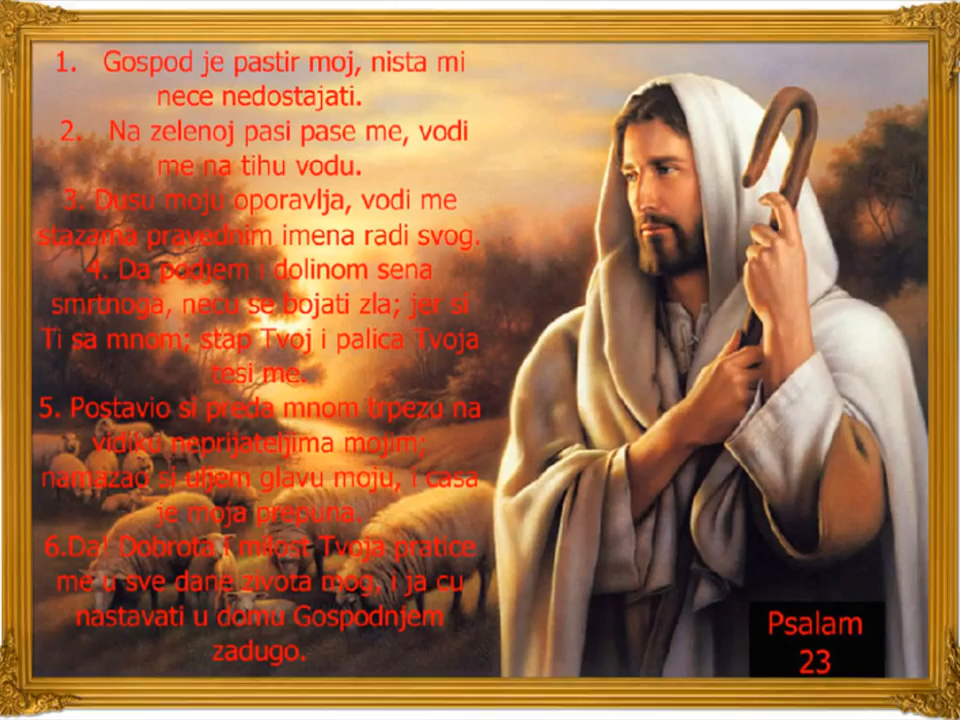 1. Gospod je pastir moj, nista mi
nece nedostajati.
2. Na zelenoj pasi pase me, vodi
me na tihu vodu.
3. Dusu moju oporavlja, vodi me
stazama pravednim imena radi svog.
4. Da podjem i dolinom sena
smrtnoga, necu se bojati zla; jer si
Ti sa mnom; stap Tvoj i palica Tvoja
tesi me.
5. Postavio si preda mnom trpezu na
vidiku neprijateljima mojim;
namazao si uljem glavu moju, i casa
je moja prepuna.
6.Da! Dobrota i milost Tvoja pratice
me u sve dane zivota mog, i ja cu
nastavati u domu Gospodnjem
zadugo.
Psalam
23